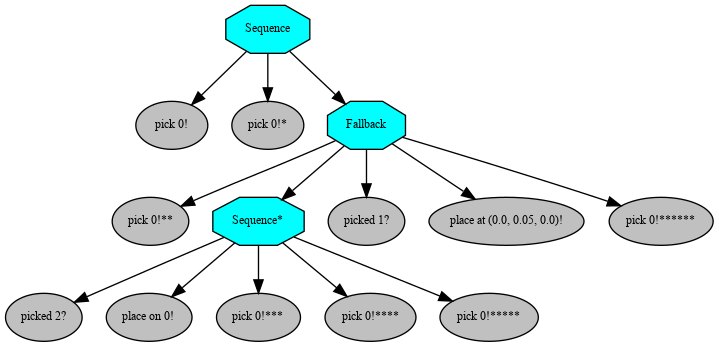 Sequence
pick 0!
pick 0!*
Fallback
pick 0!**
Sequence*
picked 1?
place at (0.0, 0.05, 0.0)!
pick 0!******
picked 2?
place on 0!
pick 0!***
pick 0!****
pick 0!*****